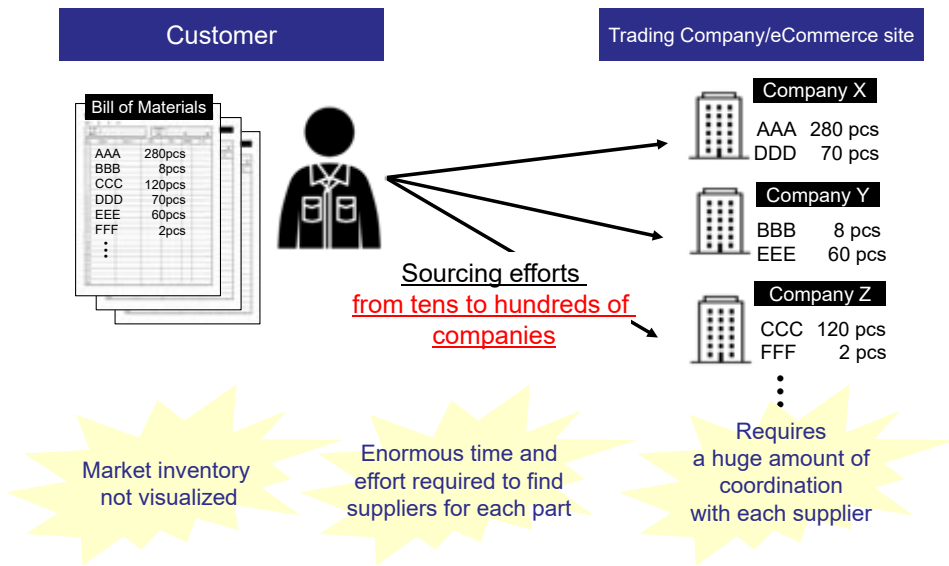 Customer
Trading Company/eCommerce site
Bill of Materials
AAA 280pcs
BBB 8pcs
CCC 120pcs
DDD 70pcs
EEE 60pcs
FFF 2pcs
Company X
AAA 280 pcs
DDD 70 pcs
Company Y
BBB 8 pcs
EEE 60 pcs
Company Z
CCC 120 pcs
FFF 2 pcs
Sourcing efforts
from tens to hundreds of
companies
Market inventory
not visualized
Enormous time and
effort required to find
suppliers for each part
Requires
a huge amount of
coordination
with each supplier